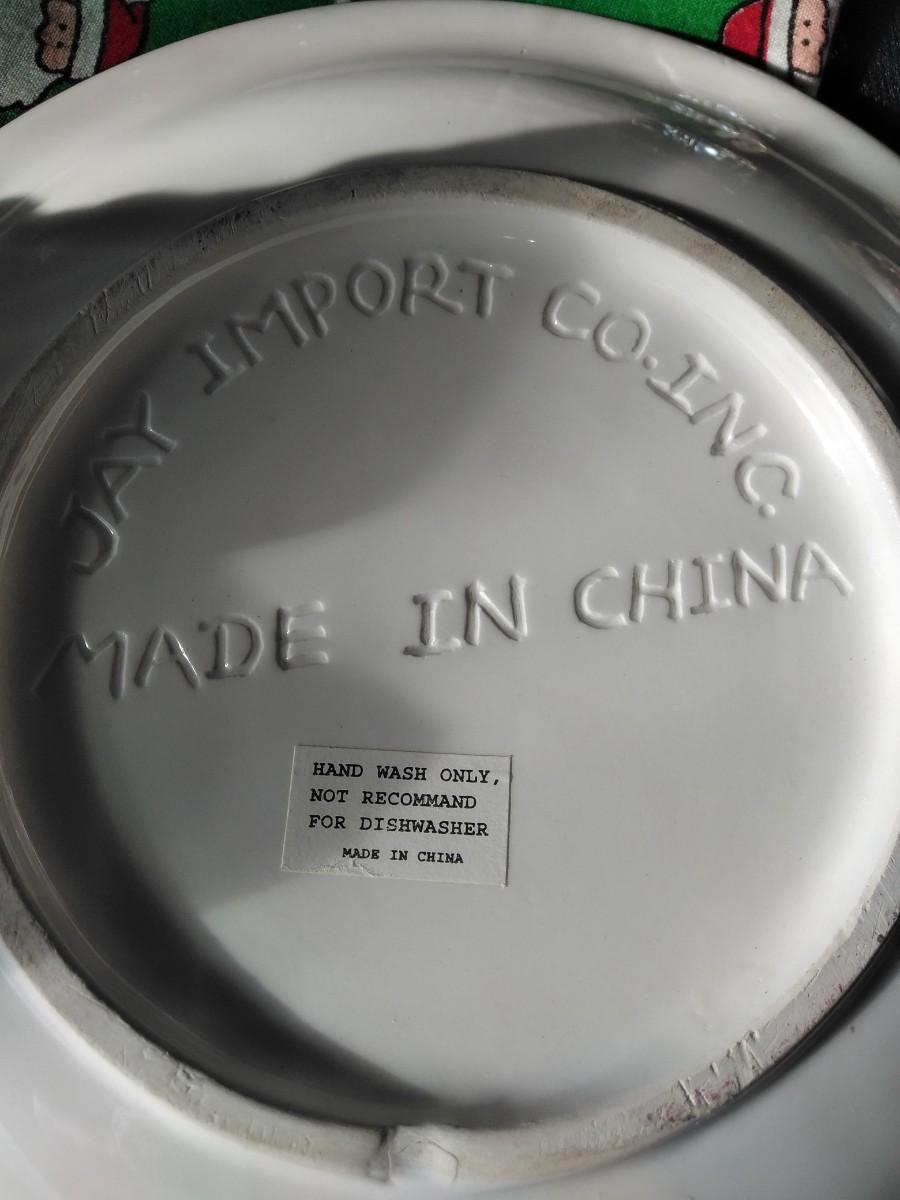 JAY IMPORT CO. INC.
MADE IN CHINA
HAND WASH ONLY,
NOT RECOMMAND
FOR DISHWASHER
MADE IN CHINA